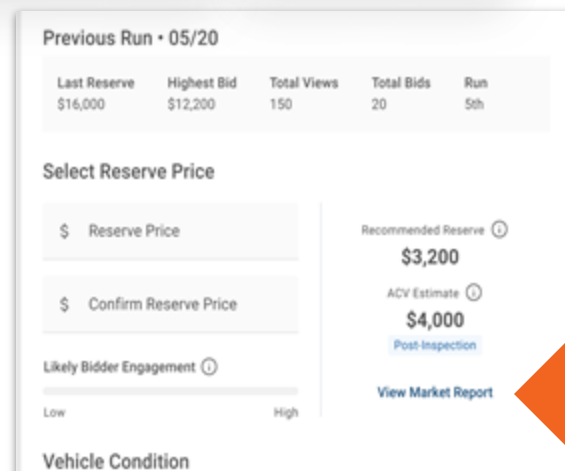 Previous Run • 05/20
Last Reserve Highest Bid Total Views Total Bids Run
$16,000 $12,200 150 20 5th
Select Reserve Price
$ Reserve Price
$ Confirm Reserve Price
Likely Bidder Engagement
Low High
Recommended Reserve
$3,200
ACV Estimate
$4,000
Post-Inspection
View Market Report
Vehicle Condition